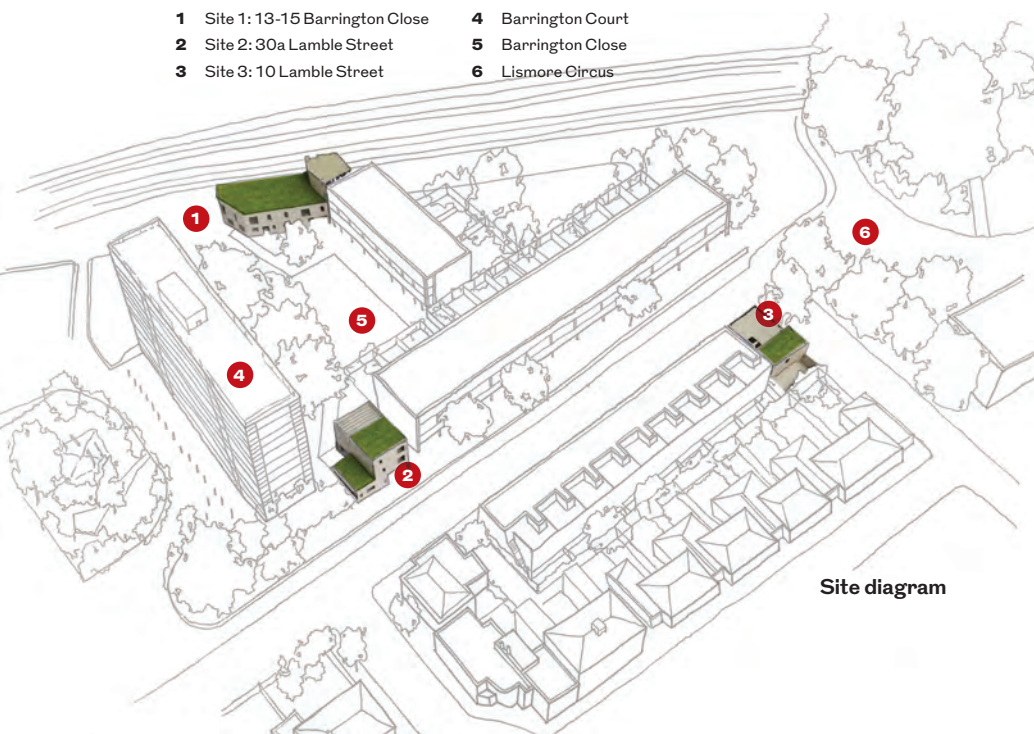 1 Site 1: 13-15 Barrington Close
2 Site 2: 30a Lamble Street
3 Site 3: 10 Lamble Street
4 Barrington Court
5 Barrington Close
6 Lismore Circus
1
6
3
5
4
2
Site diagram